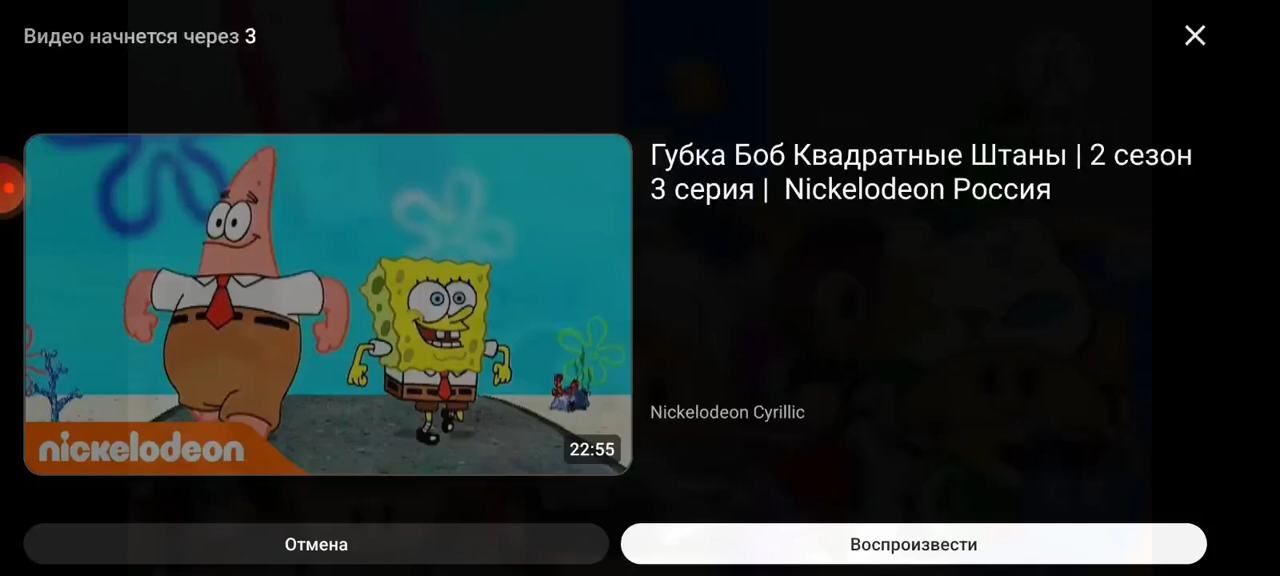 Видео начнется через 3
Губка Боб Квадратные Штаны | 2 сезон
3 серия | Nickelodeon Россия
nickelodeon
22:55
Nickelodeon Cyrillic
Отмена
Воспроизвести